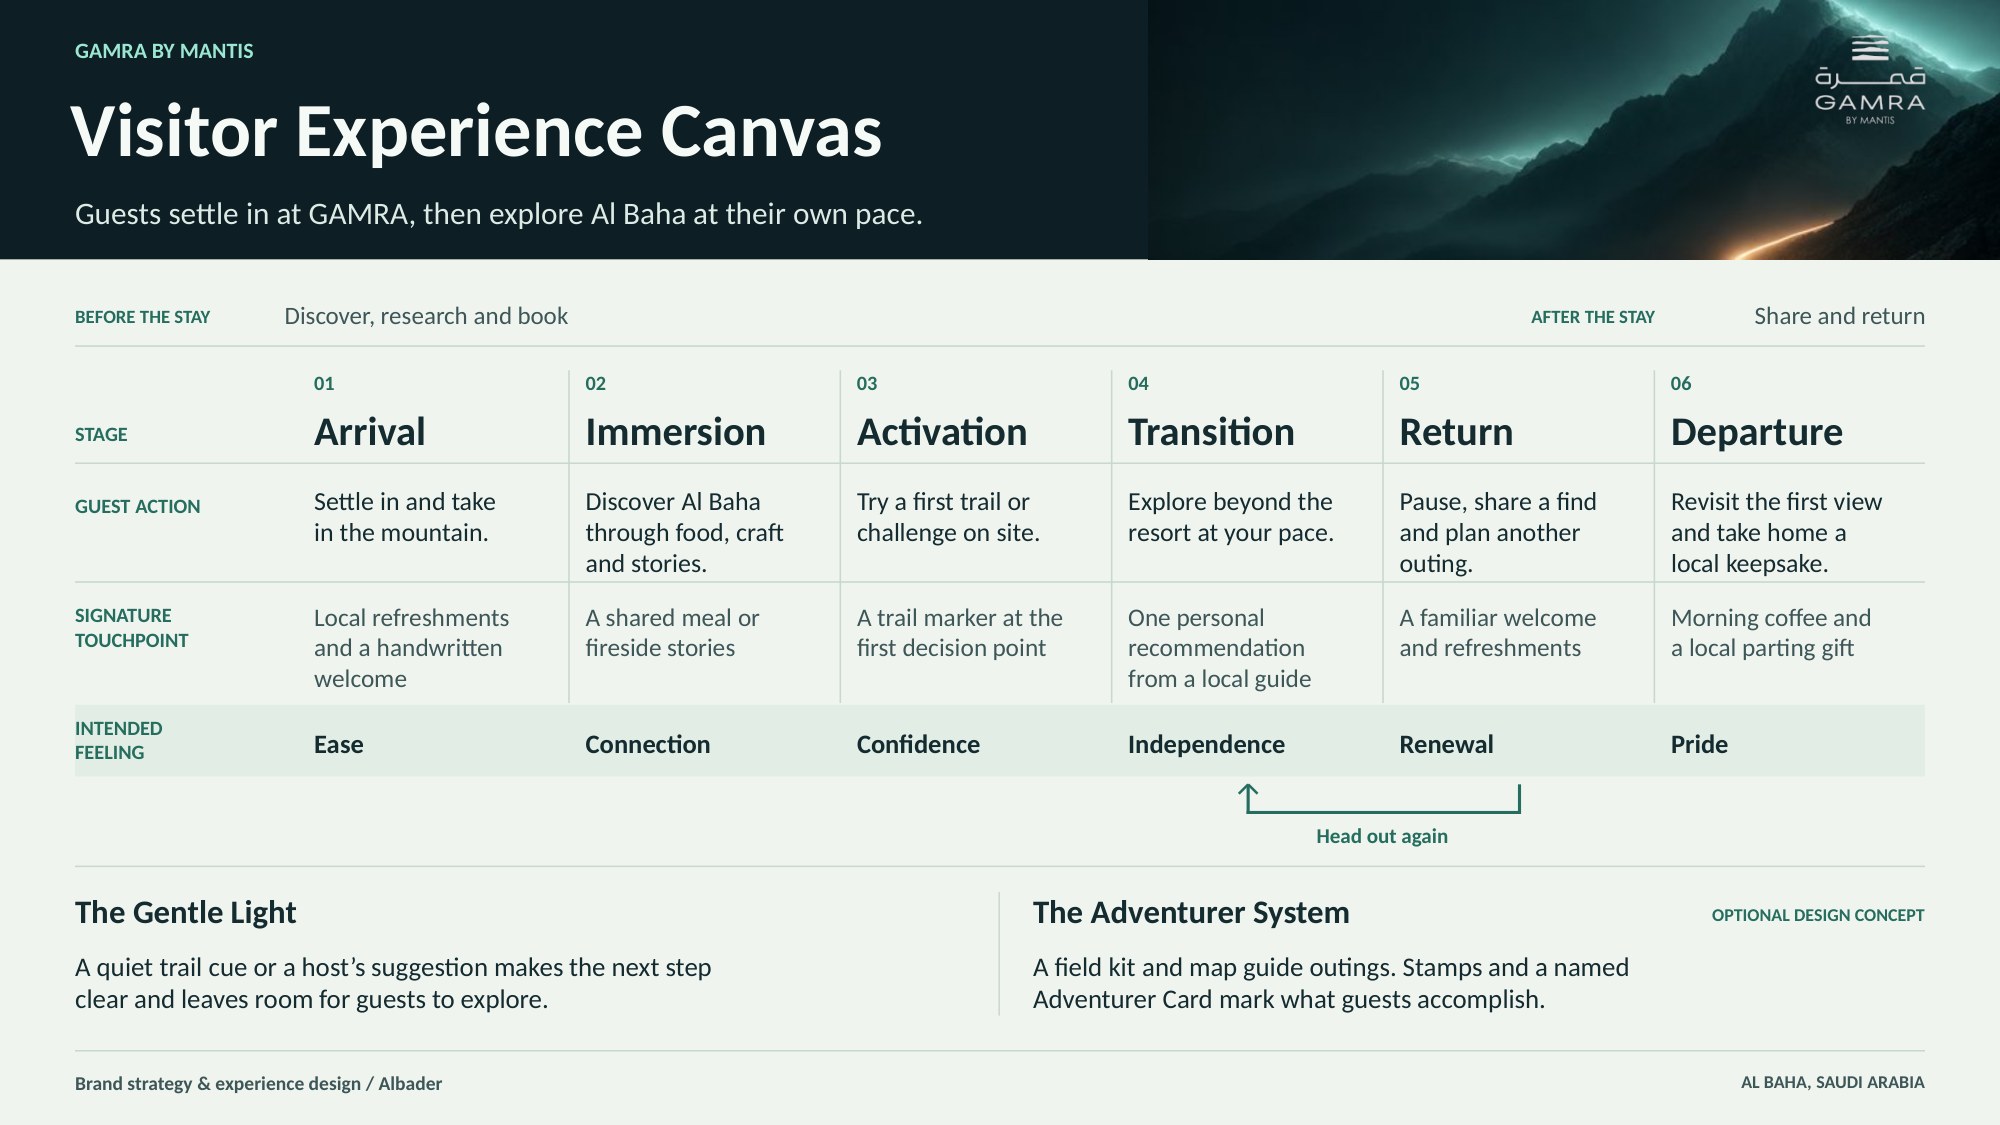 GAMRA BY MANTIS
Visitor Experience Canvas
Guests settle in at GAMRA, then explore Al Baha at their own pace.
قمرة
GAMRA
BY MANTIS
BEFORE THE STAY
Discover, research and book
AFTER THE STAY
Share and return
STAGE
01
Arrival
02
Immersion
03
Activation
04
Transition
05
Return
06
Departure
GUEST ACTION
Settle in and take
in the mountain.
Discover Al Baha
through food, craft
and stories.
Try a first trail or
challenge on site.
Explore beyond the
resort at your pace.
Pause, share a find
and plan another
outing.
Revisit the first view
and take home a
local keepsake.
SIGNATURE
TOUCHPOINT
Local refreshments
and a handwritten
welcome
A shared meal or
fireside stories
A trail marker at the
first decision point
One personal
recommendation
from a local guide
A familiar welcome
and refreshments
Morning coffee and
a local parting gift
INTENDED
FEELING
Ease
Connection
Confidence
Independence
Renewal
Pride
Head out again
The Gentle Light
A quiet trail cue or a host’s suggestion makes the next step
clear and leaves room for guests to explore.
The Adventurer System
OPTIONAL DESIGN CONCEPT
A field kit and map guide outings. Stamps and a named
Adventurer Card mark what guests accomplish.
Brand strategy & experience design / Albader
AL BAHA, SAUDI ARABIA